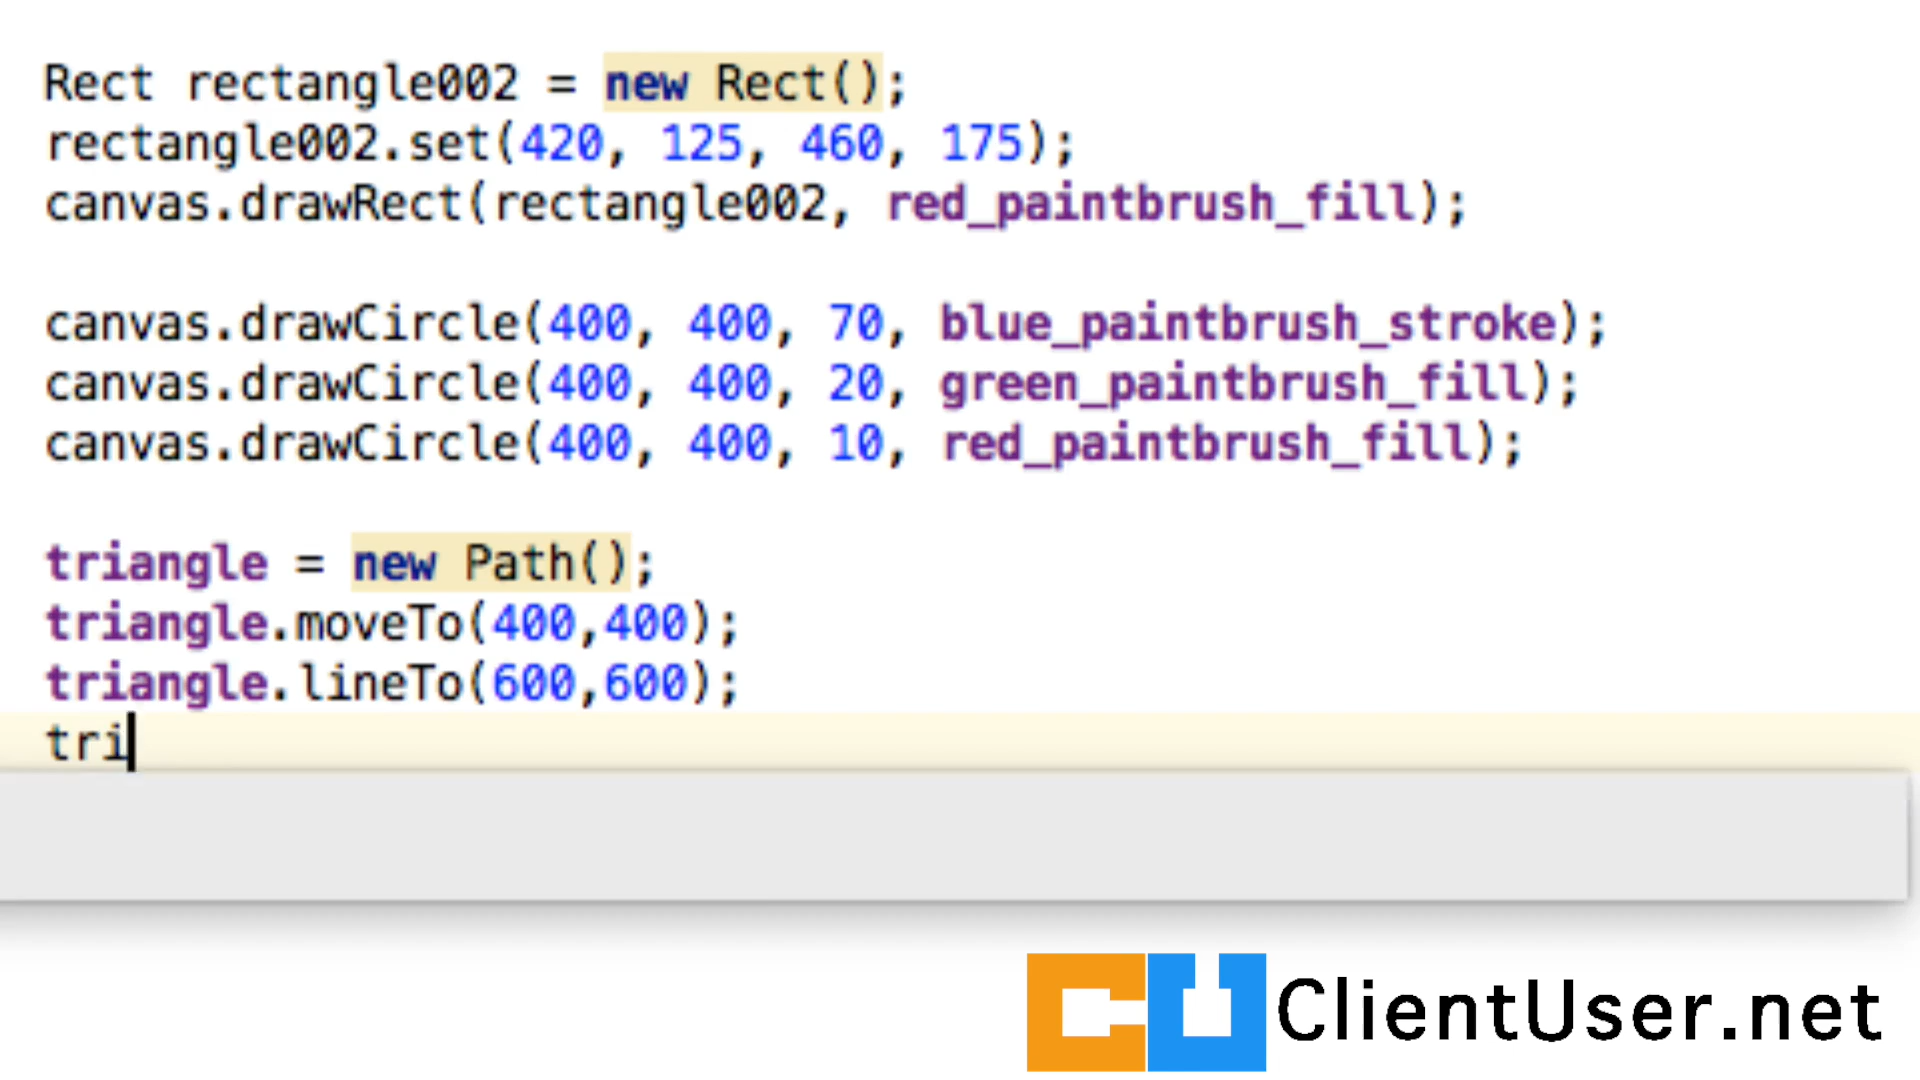 Rect rectangle002 = new Rect();
rectangle002.set(420, 125, 460, 175);
canvas.drawRect(rectangle002, red_paintbrush_fill);
canvas.drawCircle(400, 400, 70, blue_paintbrush_stroke);
canvas.drawCircle(400, 400, 20, green_paintbrush_fill);
canvas.drawCircle(400, 400, 10, red_paintbrush_fill);
triangle = new Path();
triangle.moveTo(400,400);
triangle.lineTo(600,600);
tri
CU ClientUser.net